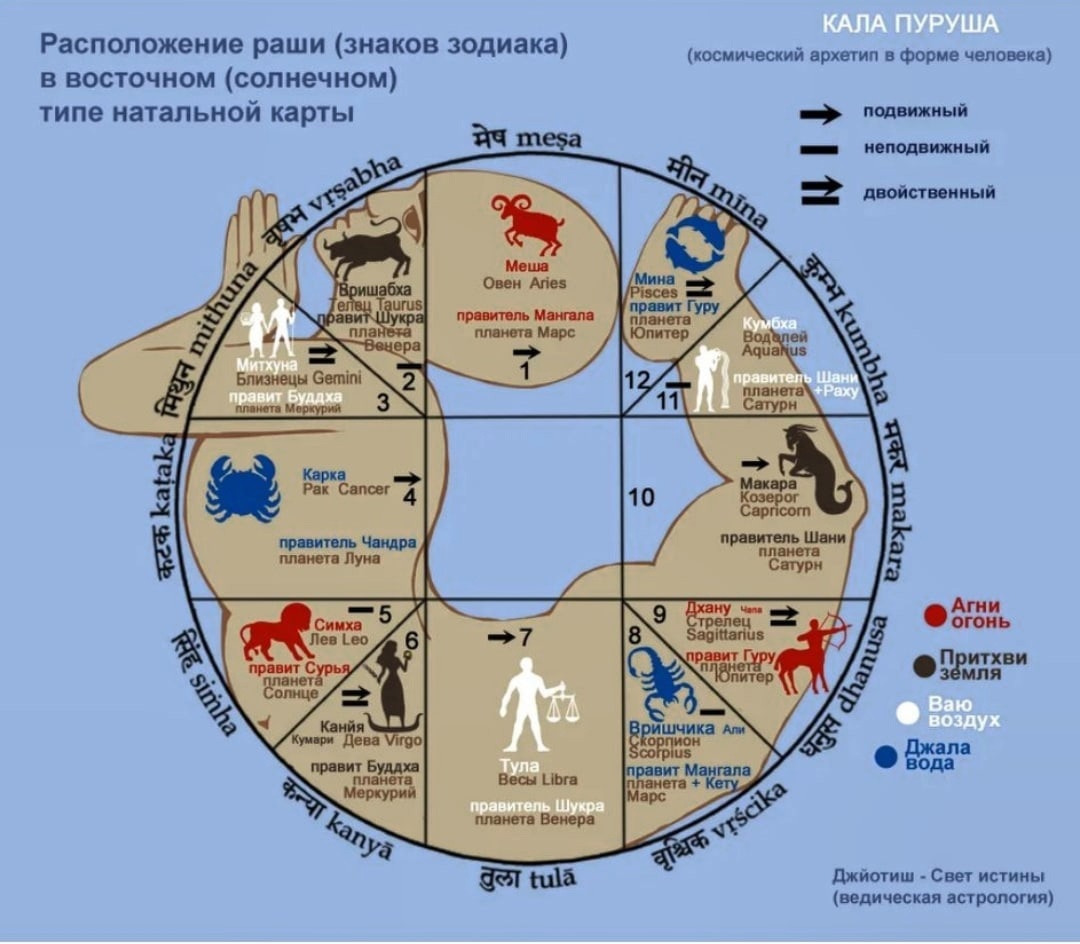 Расположение раши (знаков зодиака)
в восточном (солнечном)
типе натальной карты
КАЛА ПУРУША
(космический архетип в форме человека)
подвижный
неподвижный
двойственный
मेष meṣa
मीन mīna
कुम्भ kumbha
मकर makara
धनुस dhanusa
वृश्चिक vṛścika
तुला tulā
कन्या kanyā
सिंह siṁha
कटक kaṭaka
मिथुन mithuna
वृषभ vṛṣabha
Меша
Овен Aries
правитель Мангала
планета Марс
1
Вришабха
Телец Taurus
правит Шукра
планета
Венера
2
Митхуна
Близнецы Gemini
правит Буддха
планета Меркурий
3
Карка
Рак Cancer
4
правитель Чандра
планета Луна
5
Симха
Лев Leo
правит Сурья
планета
Солнце
6
Канйя
Кумари Дева Virgo
правит Буддха
планета
Меркурий
7
Тула
Весы Libra
правитель Шукра
планета Венера
8
Вришчика Али
Скорпион
Scorpius
правит Мангала
планета + Кету
Марс
9
Дхану Чапа
Стрелец
Sagittarius
правит Гуру
планета
Юпитер
10
Макара
Козерог
Capricorn
правитель Шани
планета
Сатурн
11
Кумбха
Водолей
Aquarius
правитель Шани
планета +Раху
Сатурн
12
Мина
Pisces
правит Гуру
планета
Юпитер
Агни
огонь
Притхви
земля
Ваю
воздух
Джала
вода
Джйотиш - Свет истины
(ведическая астрология)